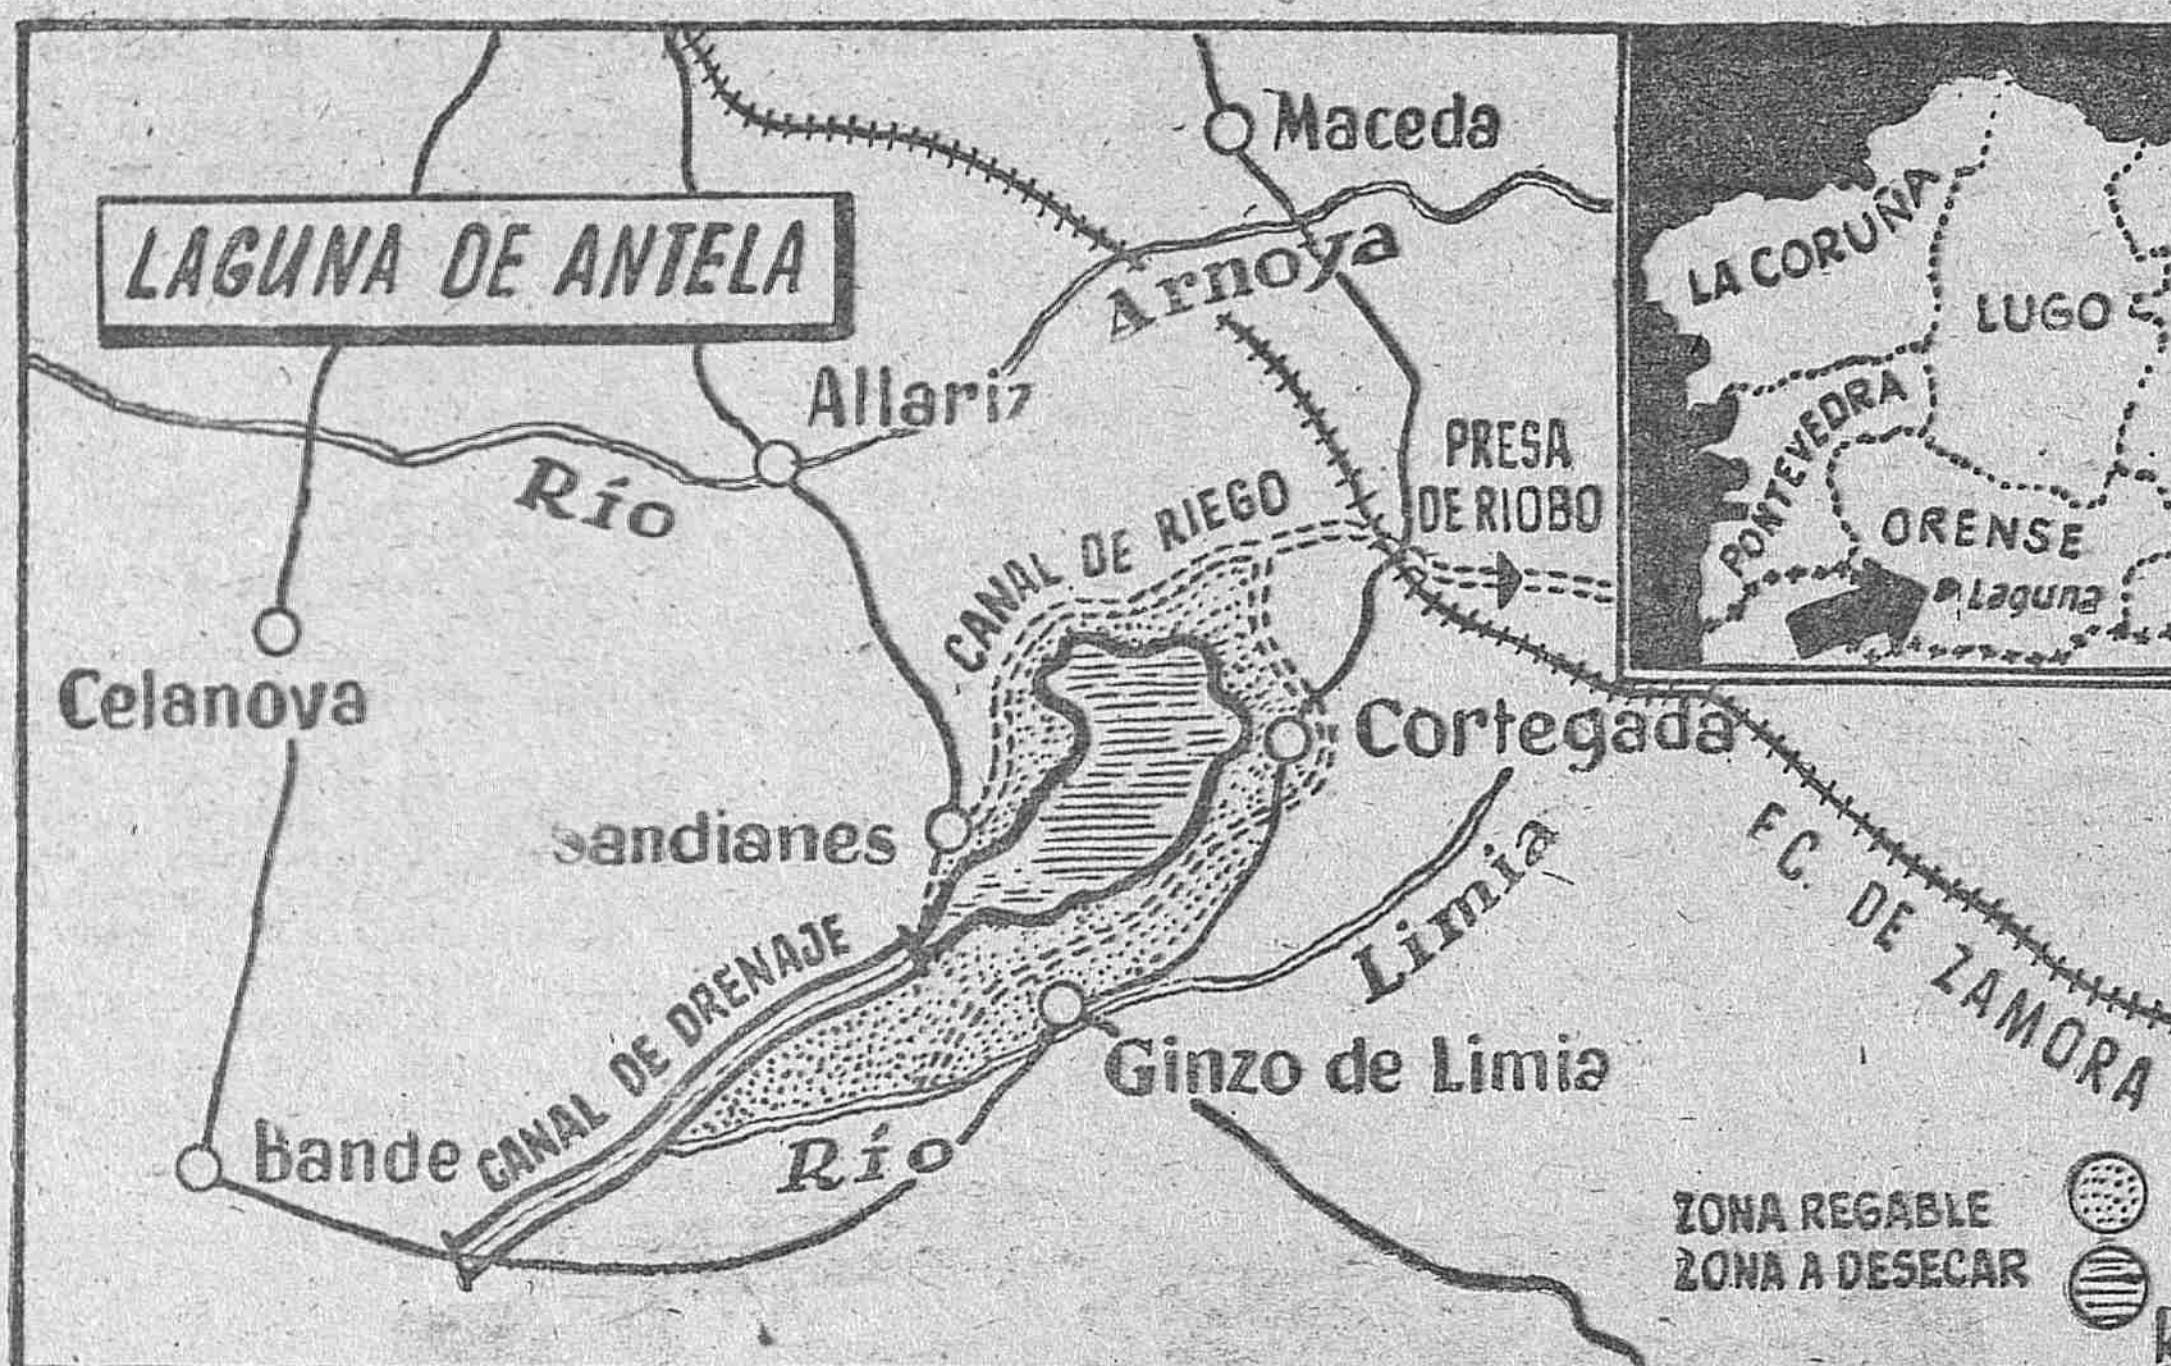 Maceda
LAGUNA DE ANTELA
Arnoya
Allariz
Río
PRESA
DE RIOBO
CANAL DE RIEGO
Celanova
Cortegada
Sandianes
Limia
F.C. DE ZAMORA
CANAL DE DRENAJE
Ginzo de Limia
Bande
Río
ZONA REGABLE
ZONA A DESECAR
LA CORUÑA
LUGO
PONTEVEDRA
ORENSE
Laguna